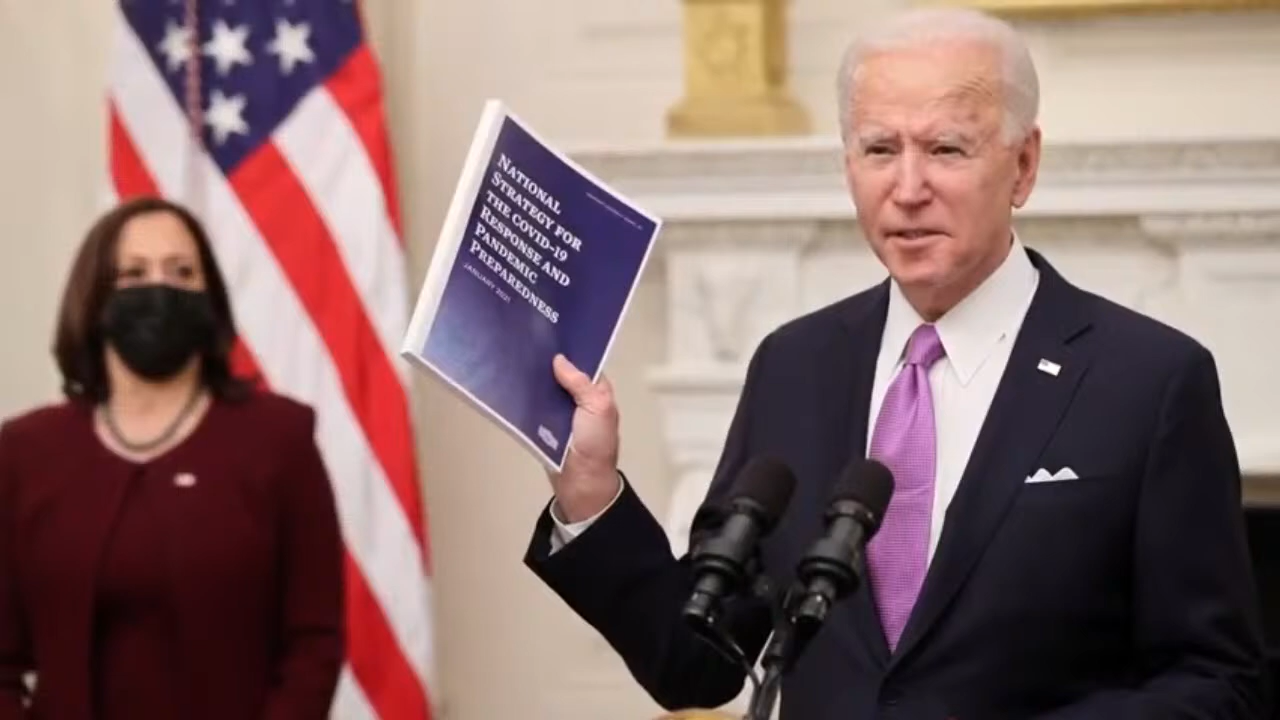 NATIONAL
STRATEGY FOR
THE COVID-19
RESPONSE AND
PANDEMIC
PREPAREDNESS
JANUARY 2021